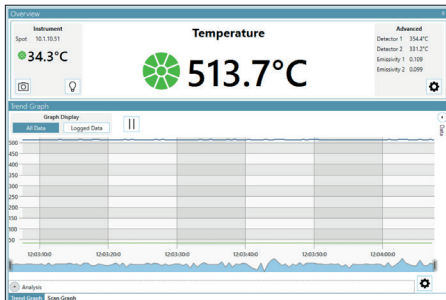 Overview
Instrument
Spot 10.1.10.51
34.3°C
Temperature
513.7°C
Advanced
Detector 1 354.4°C
Detector 2 331.2°C
Emissivity 1 0.109
Emissivity 2 0.099
Trend Graph
Graph Display
All Data
Logged Data
Data
500
450
400
350
300
250
200
150
100
50
12:03:10.0
12:03:20.0
12:03:30.0
12:03:40.0
12:03:50.0
12:04:00.0
Analysis
Trend Graph Scan Graph